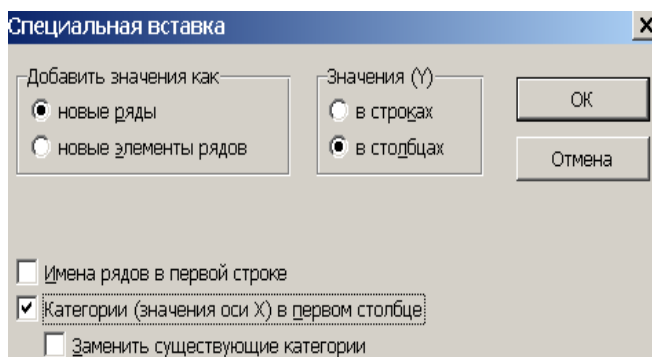 Специальная вставка
Добавить значения как
новые ряды
новые элементы рядов
Значения (Y)
в строках
в столбцах
ОК
Отмена
Имена рядов в первой строке
Категории (значения оси X) в первом столбце
Заменить существующие категории